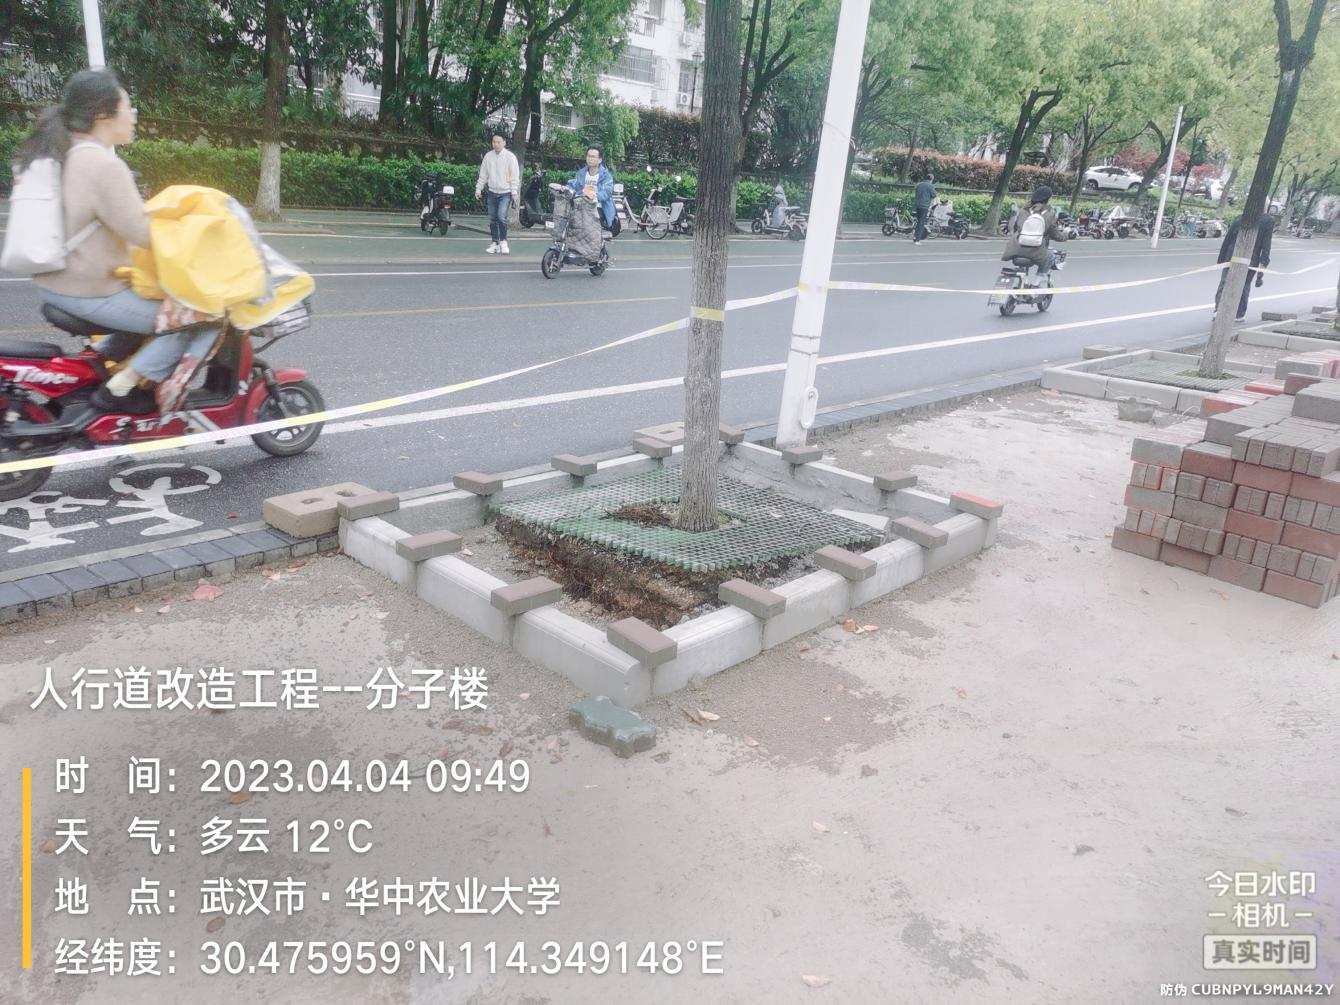 Time
人行道改造工程--分子楼
时 间：2023.04.04 09:49
天 气：多云 12°C
地 点：武汉市·华中农业大学
经纬度：30.475959°N,114.349148°E
今日水印
-相机-
真实时间
防伪 CUBNPYL9MAN42Y